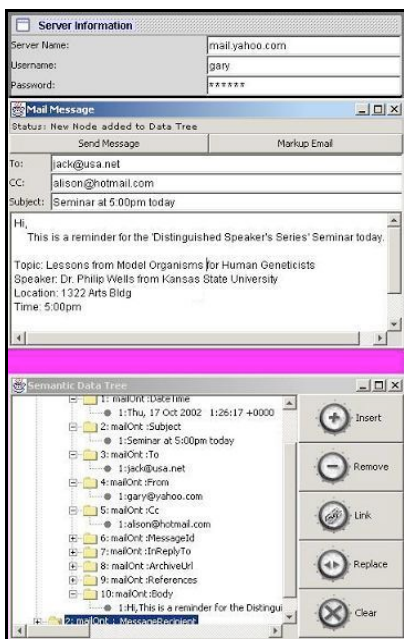 Server Information
Server Name: mail.yahoo.com
Username: gary
Password: ******
Mail Message
Status: New Node added to Data Tree
Send Message Markup Email
To: jack@usa.net
CC: alison@hotmail.com
Subject: Seminar at 5:00pm today
Hi,
This is a reminder for the 'Distinguished Speaker's Series' Seminar today.
Topic: Lessons from Model Organisms for Human Geneticists
Speaker: Dr. Philip Wells from Kansas State University
Location: 1322 Arts Bldg
Time: 5:00pm
Semantic Data Tree
1: mailOnt :DateTime
1:Thu, 17 Oct 2002 1:26:17 +0000
2: mailOnt :Subject
1:Seminar at 5:00pm today
3: mailOnt :To
1:jack@usa.net
4: mailOnt :From
1:gary@yahoo.com
5: mailOnt :Cc
1:alison@hotmail.com
6: mailOnt :MessageId
7: mailOnt :InReplyTo
8: mailOnt :ArchiveUrl
9: mailOnt :References
10: mailOnt :Body
1:Hi,This is a reminder for the Distingui
2: mailOnt : MessageRecipient
Insert
Remove
Link
Replace
Clear